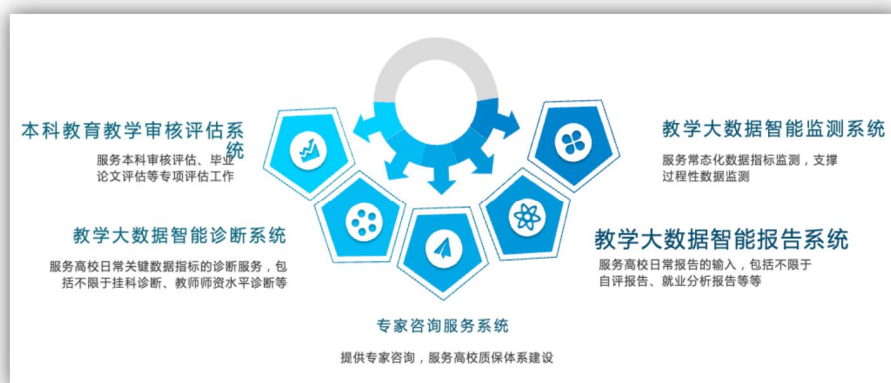 本科教育教学审核评估系
统
服务本科审核评估、毕业
论文评估等专项评估工作
教学大数据智能诊断系统
服务高校日常关键数据指标的诊断服务，包
括不限于挂科诊断、教师师资水平诊断等
专家咨询服务系统
提供专家咨询，服务高校质保体系建设
教学大数据智能监测系统
服务常态化数据指标监测，支撑
过程性数据监测
教学大数据智能报告系统
服务高校日常报告的输入，包括不限于
自评报告、就业分析报告等等